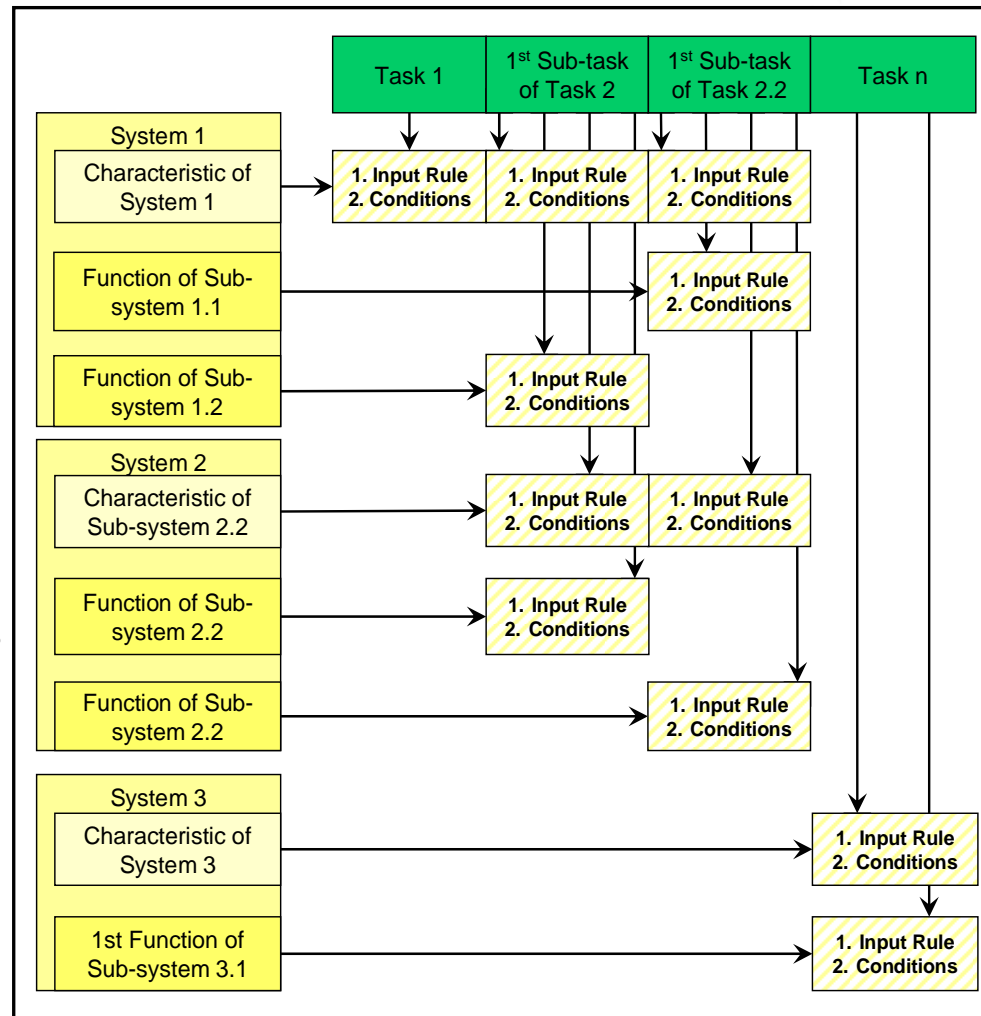 Task 1
1st Sub-task
of Task 2
1st Sub-task
of Task 2.2
Task n
System 1
Characteristic of
System 1
1. Input Rule
2. Conditions
1. Input Rule
2. Conditions
1. Input Rule
2. Conditions
Function of Sub-
system 1.1
1. Input Rule
2. Conditions
Function of Sub-
system 1.2
1. Input Rule
2. Conditions
System 2
Characteristic of
Sub-system 2.2
1. Input Rule
2. Conditions
1. Input Rule
2. Conditions
Function of Sub-
system 2.2
1. Input Rule
2. Conditions
Function of Sub-
system 2.2
1. Input Rule
2. Conditions
System 3
Characteristic of
System 3
1. Input Rule
2. Conditions
1st Function of
Sub-system 3.1
1. Input Rule
2. Conditions